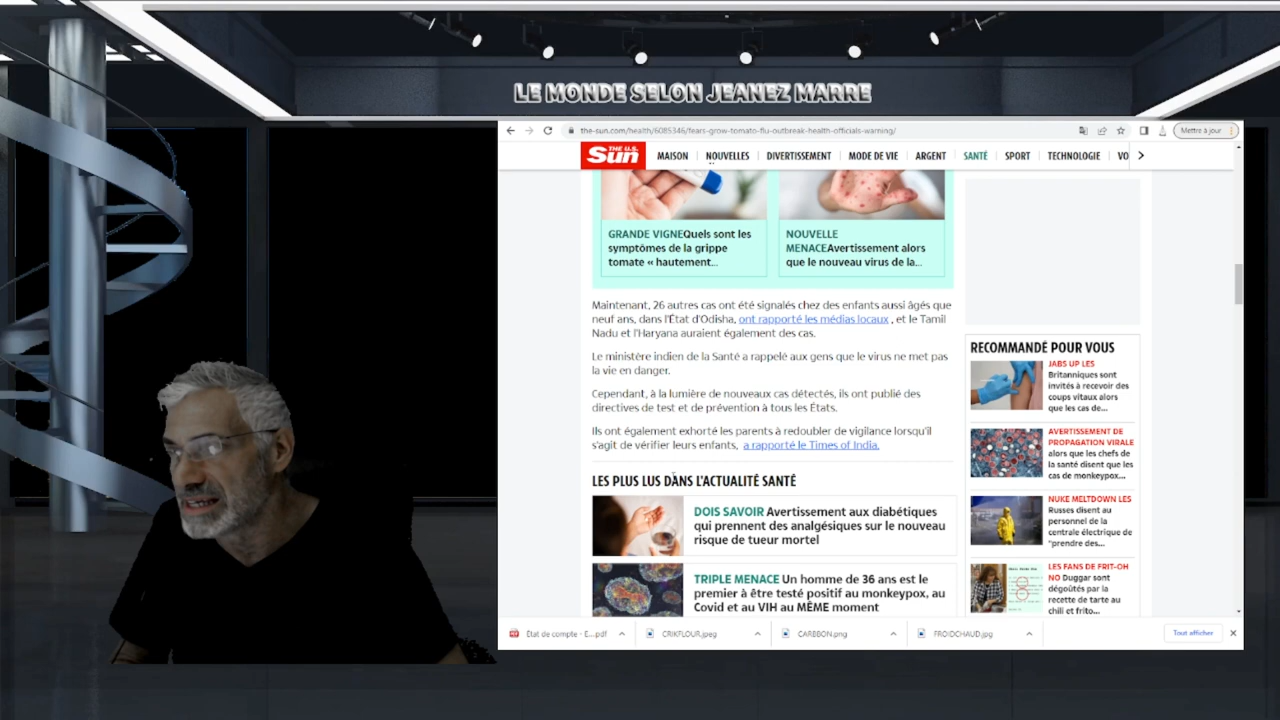 LE MONDE SELON JEANEZ MARRE
the-sun.com/health/6085346/fears-grow-tomato-flu-outbreak-health-officials-warning/
Mettre à jour
THE U.S. Sun
MAISON NOUVELLES DIVERTISSEMENT MODE DE VIE ARGENT SANTÉ SPORT TECHNOLOGIE VO
GRANDE VIGNEQuels sont les
symptômes de la grippe
tomate « hautement...
NOUVELLE
MENACEAvertissement alors
que le nouveau virus de la...
Maintenant, 26 autres cas ont été signalés chez des enfants aussi âgés que
neuf ans, dans l'État d'Odisha, ont rapporté les médias locaux , et le Tamil
Nadu et l'Haryana auraient également des cas.
Le ministère indien de la Santé a rappelé aux gens que le virus ne met pas
la vie en danger.
Cependant, à la lumière de nouveaux cas détectés, ils ont publié des
directives de test et de prévention à tous les États.
Ils ont également exhorté les parents à redoubler de vigilance lorsqu'il
s'agit de vérifier leurs enfants, a rapporté le Times of India.
LES PLUS LUS DANS L'ACTUALITÉ SANTÉ
DOIS SAVOIR Avertissement aux diabétiques
qui prennent des analgésiques sur le nouveau
risque de tueur mortel
TRIPLE MENACE Un homme de 36 ans est le
premier à être testé positif au monkeypox, au
Covid et au VIH au MÊME moment
RECOMMANDÉ POUR VOUS
JABS UP LES
Britanniques sont
invités à recevoir des
coups vitaux alors
que les cas de...
AVERTISSEMENT DE
PROPAGATION VIRALE
alors que les chefs de
la santé disent que les
cas de monkeypox...
NUKE MELTDOWN LES
Russes disent au
personnel de la
centrale électrique de
"prendre des...
LES FANS DE FRIT-OH
NO Duggar sont
dégoûtés par la
recette de tarte au
chili et frito...
Etat de compte - E....pdf
CRIKFLOUR.jpeg
CARBBON.png
FROIDCHAUD.jpg
Tout afficher